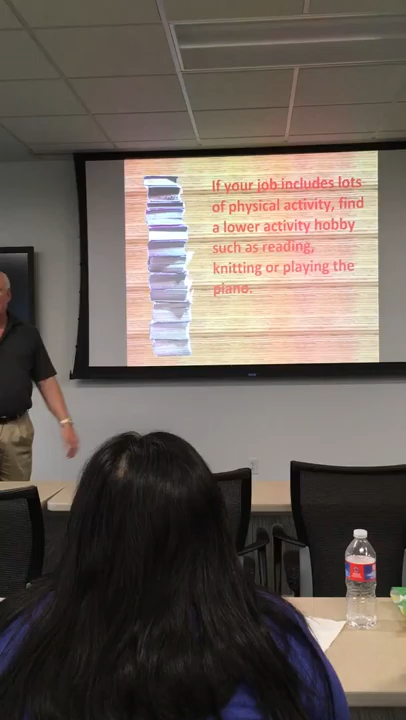 If your job includes lots
of physical activity, find
a lower activity hobby
such as reading,
knitting or playing the
piano.